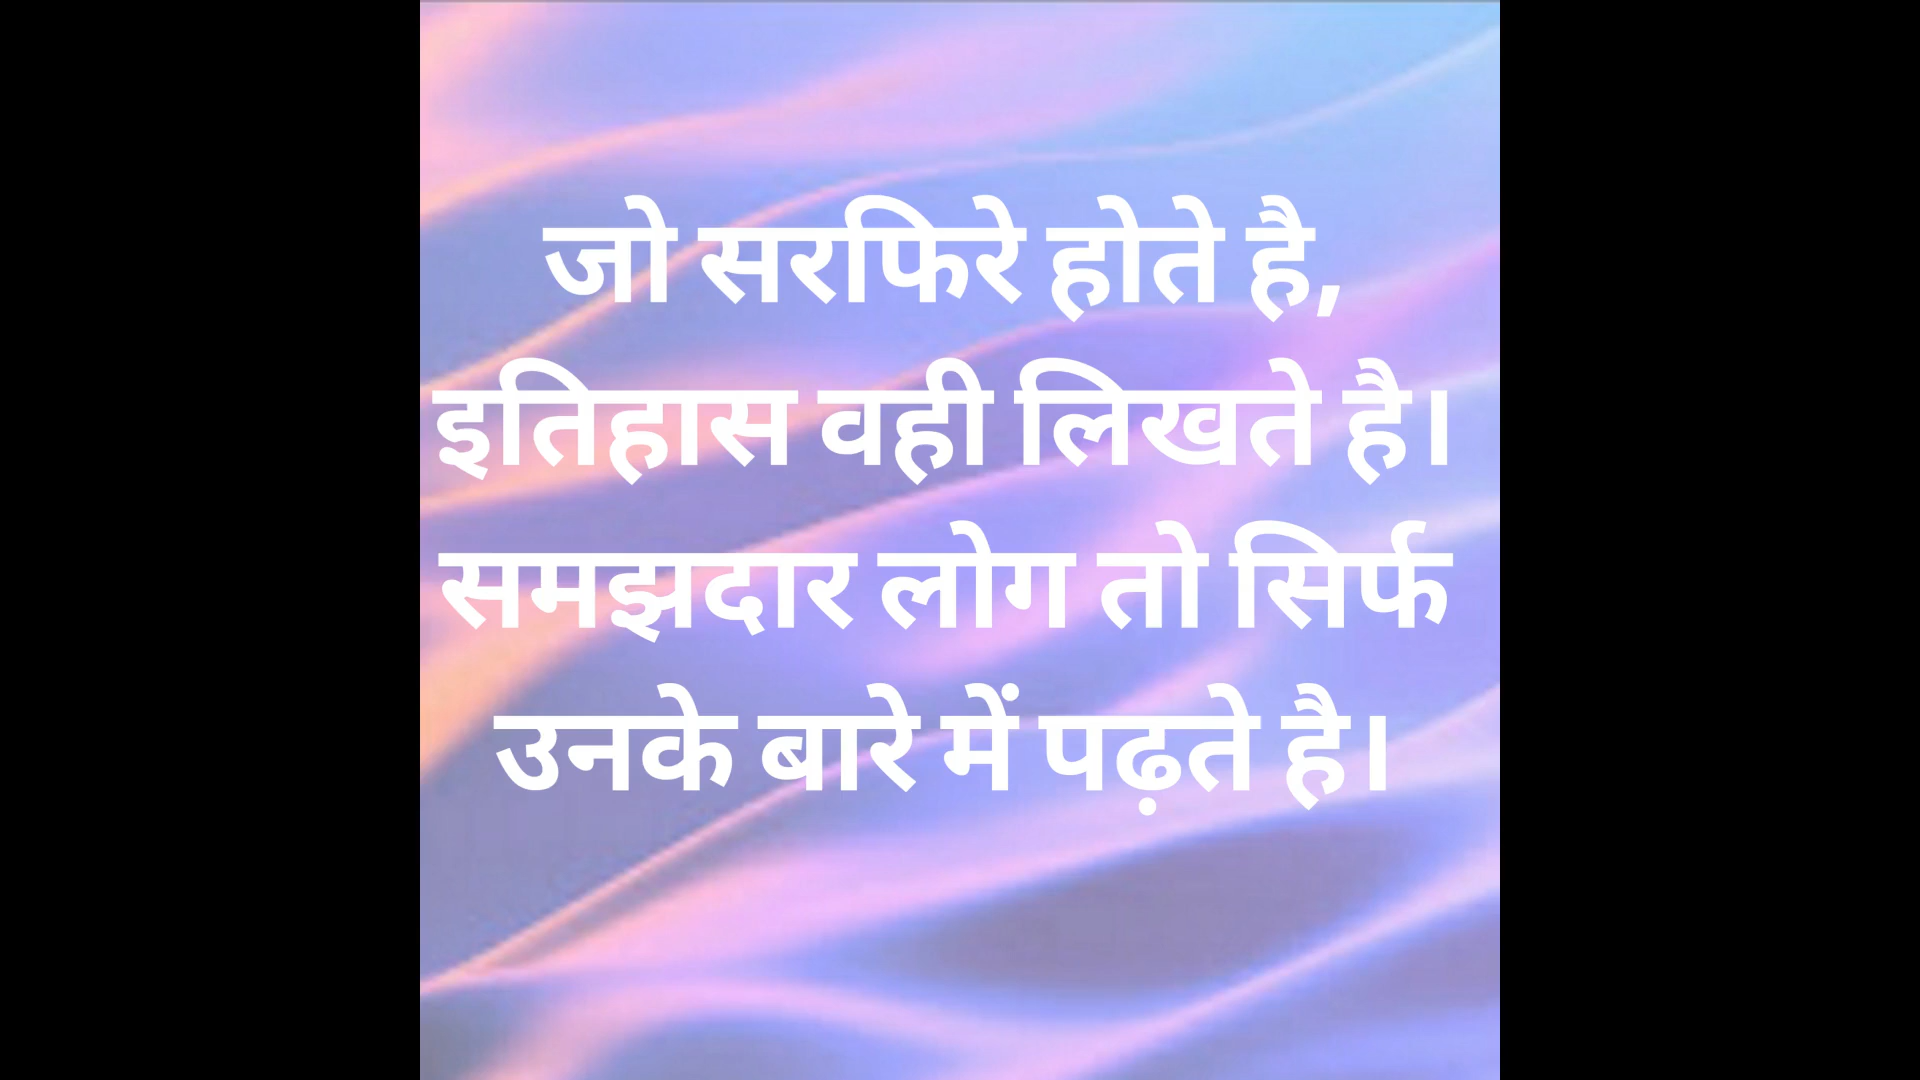 जो सरफिरे होते है,
इतिहास वही लिखते है।
समझदार लोग तो सिर्फ
उनके बारे में पढ़ते है।